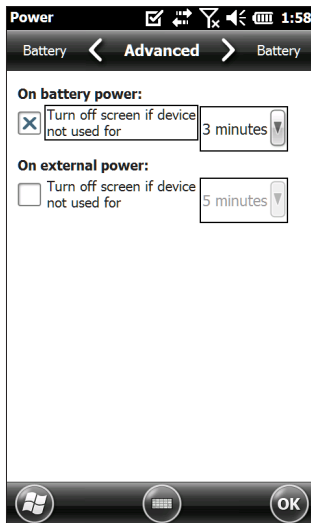 Power 1:58
Battery Advanced Battery
On battery power:
Turn off screen if device
not used for
3 minutes
On external power:
Turn off screen if device
not used for
5 minutes
OK